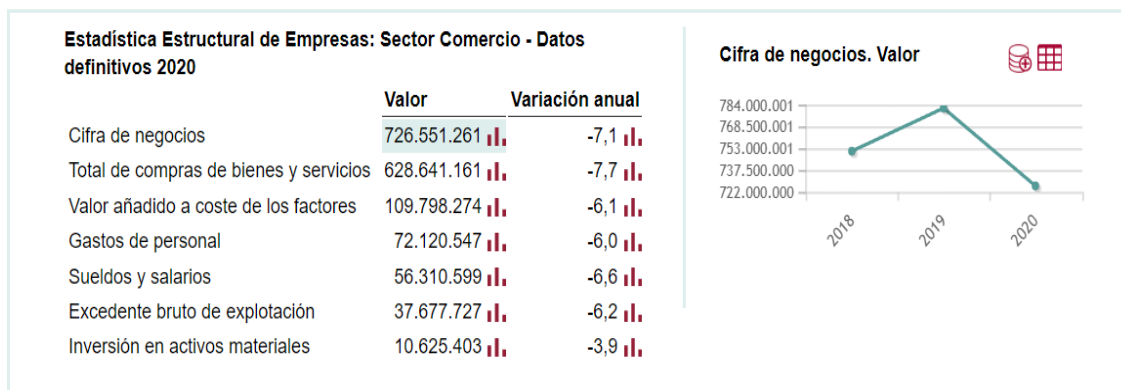 Estadística Estructural de Empresas: Sector Comercio - Datos
definitivos 2020
Valor Variación anual
Cifra de negocios 726.551.261 -7,1
Total de compras de bienes y servicios 628.641.161 -7,7
Valor añadido a coste de los factores 109.798.274 -6,1
Gastos de personal 72.120.547 -6,0
Sueldos y salarios 56.310.599 -6,6
Excedente bruto de explotación 37.677.727 -6,2
Inversión en activos materiales 10.625.403 -3,9
Cifra de negocios. Valor
784.000.001
768.500.001
753.000.001
737.500.000
722.000.000
2018 2019 2020